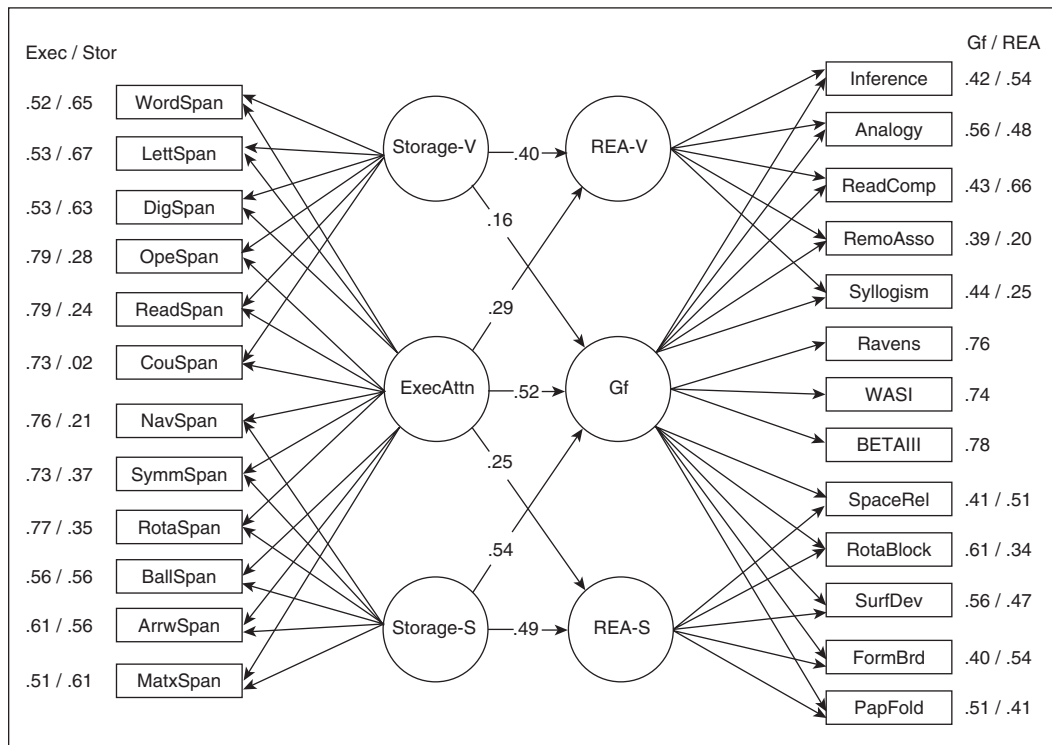 Exec / Stor
.52 / .65 WordSpan
.53 / .67 LettSpan
.53 / .63 DigSpan
.79 / .28 OpeSpan
.79 / .24 ReadSpan
.73 / .02 CouSpan
.76 / .21 NavSpan
.73 / .37 SymmSpan
.77 / .35 RotaSpan
.56 / .56 BallSpan
.61 / .56 ArrwSpan
.51 / .61 MatxSpan
Storage-V
ExecAttn
Storage-S
.40
.16
.29
.52
.25
.54
.49
REA-V
Gf
REA-S
Gf / REA
Inference .42 / .54
Analogy .56 / .48
ReadComp .43 / .66
RemoAsso .39 / .20
Syllogism .44 / .25
Ravens .76
WASI .74
BETAIII .78
SpaceRel .41 / .51
RotaBlock .61 / .34
SurfDev .56 / .47
FormBrd .40 / .54
PapFold .51 / .41